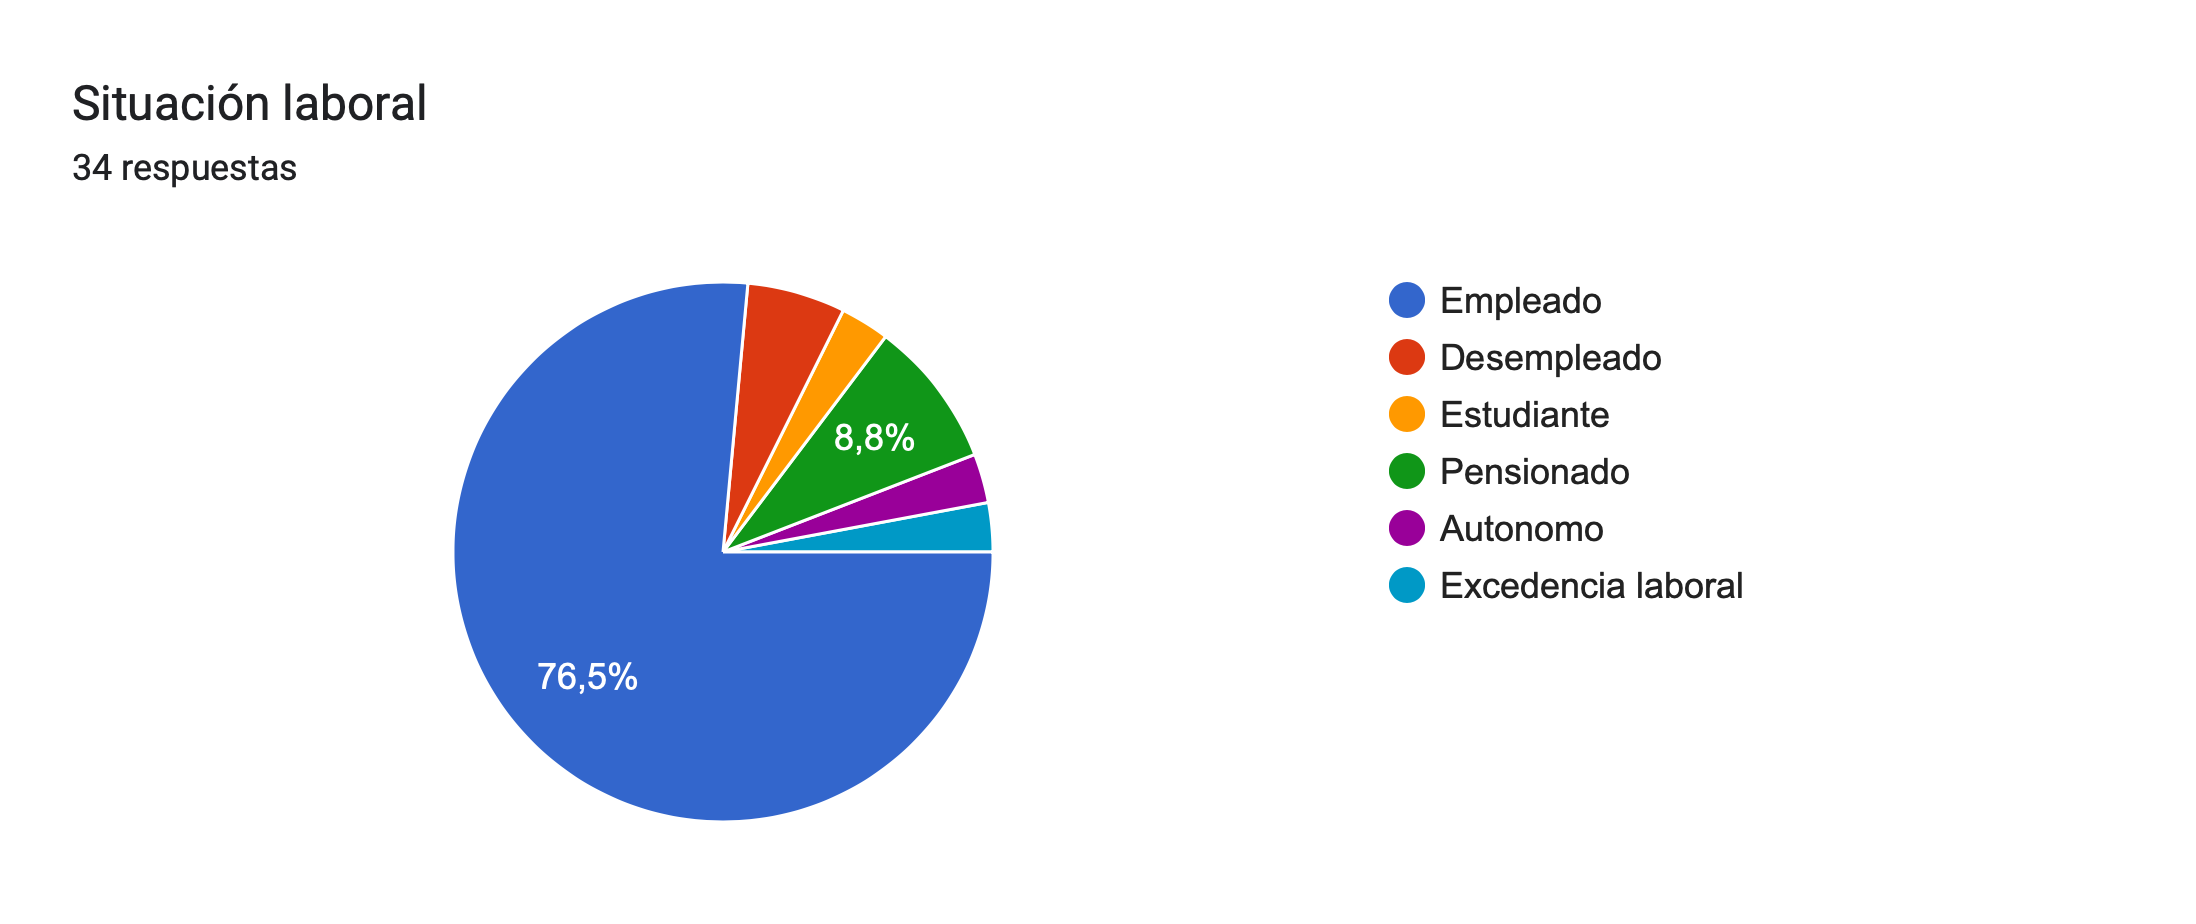 Situación laboral
34 respuestas
8,8%
76,5%
Empleado
Desempleado
Estudiante
Pensionado
Autonomo
Excedencia laboral